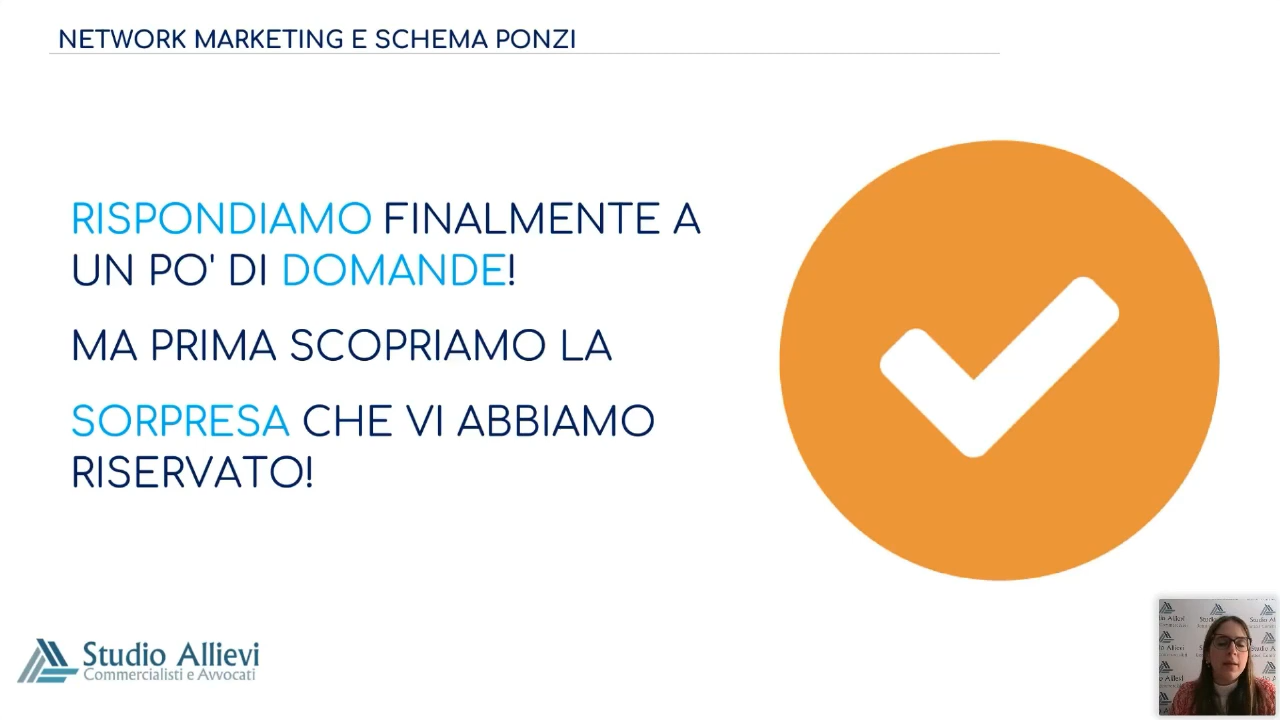 NETWORK MARKETING E SCHEMA PONZI
RISPONDIAMO FINALMENTE A
UN PO' DI DOMANDE!
MA PRIMA SCOPRIAMO LA
SORPRESA CHE VI ABBIAMO
RISERVATO!
Studio Allievi
Commercialisti e Avvocati